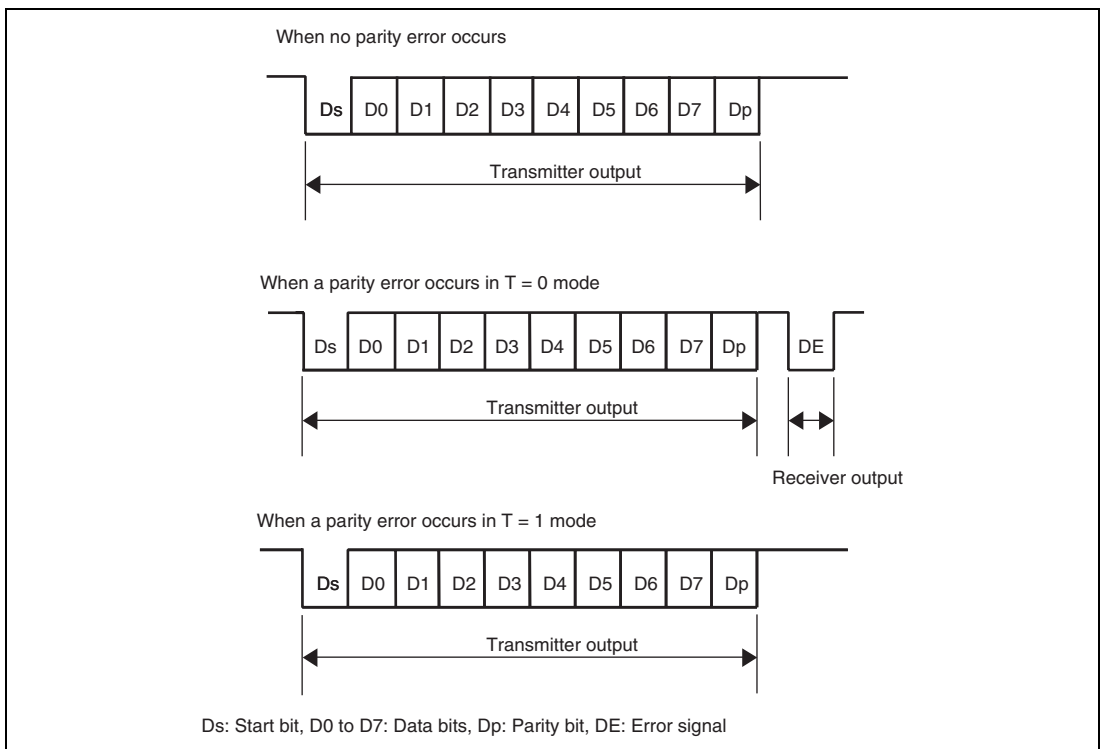 When no parity error occurs
Ds D0 D1 D2 D3 D4 D5 D6 D7 Dp
Transmitter output
When a parity error occurs in T = 0 mode
Ds D0 D1 D2 D3 D4 D5 D6 D7 Dp DE
Transmitter output
Receiver output
When a parity error occurs in T = 1 mode
Ds D0 D1 D2 D3 D4 D5 D6 D7 Dp
Transmitter output
Ds: Start bit, D0 to D7: Data bits, Dp: Parity bit, DE: Error signal